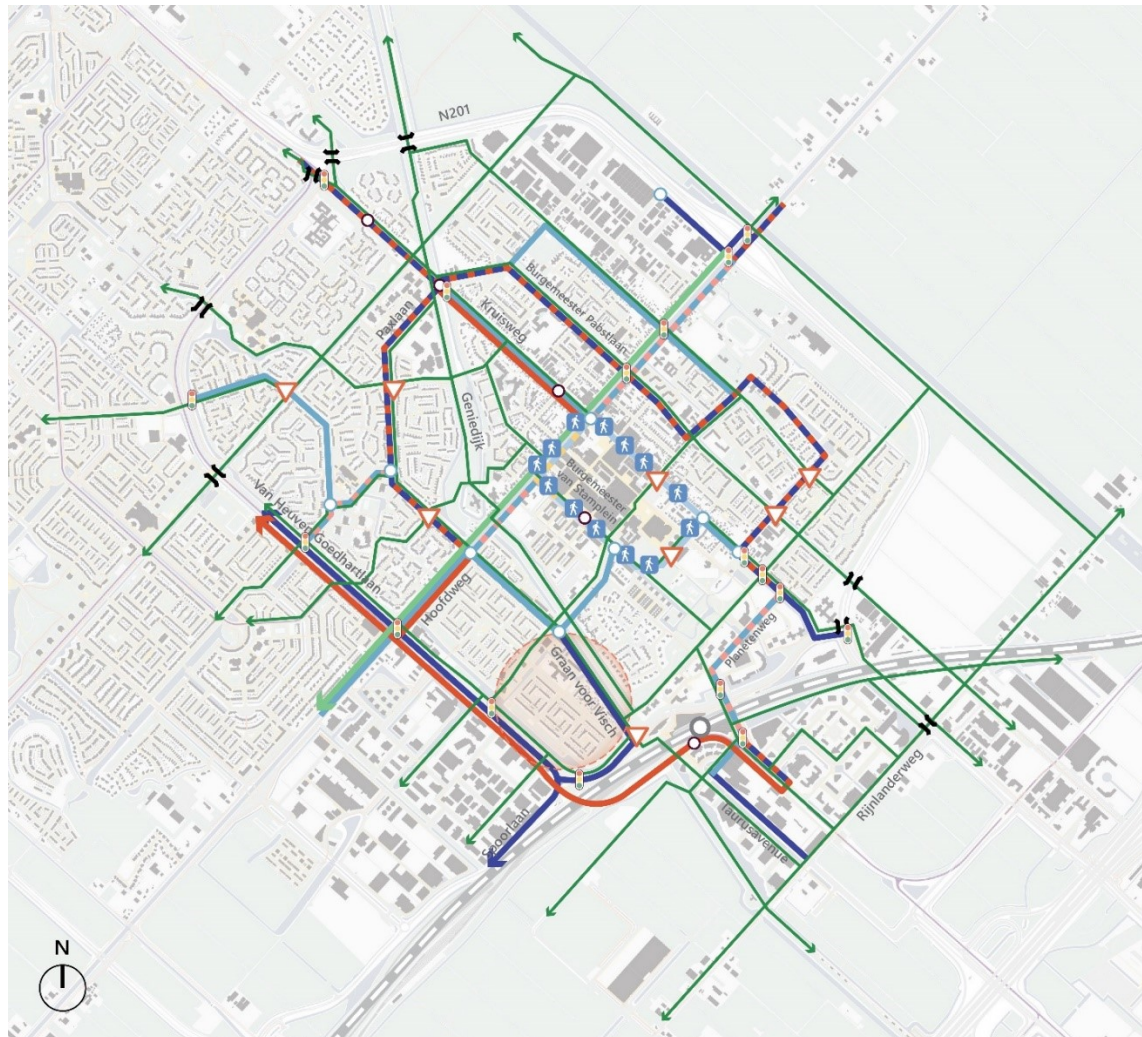 N201
Burgemeester Pabstlaan
Paxlaan
Kruisweg
Geniedijk
Burgemeester
van Stamplein
Van Heuven Goedhartlaan
Hoofdweg
Planetenweg
Graan voor Visch
Rijnlanderweg
Spoorlaan
Taurusavenue
N